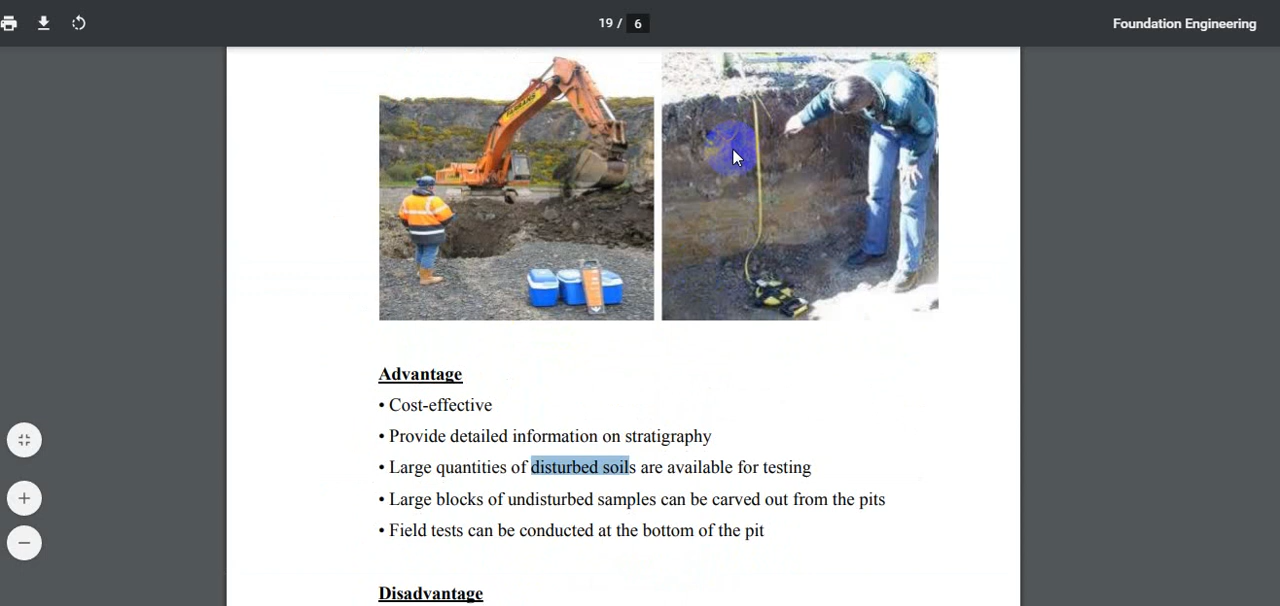 19 / 6
Foundation Engineering
Advantage
• Cost-effective
• Provide detailed information on stratigraphy
• Large quantities of disturbed soils are available for testing
• Large blocks of undisturbed samples can be carved out from the pits
• Field tests can be conducted at the bottom of the pit
Disadvantage